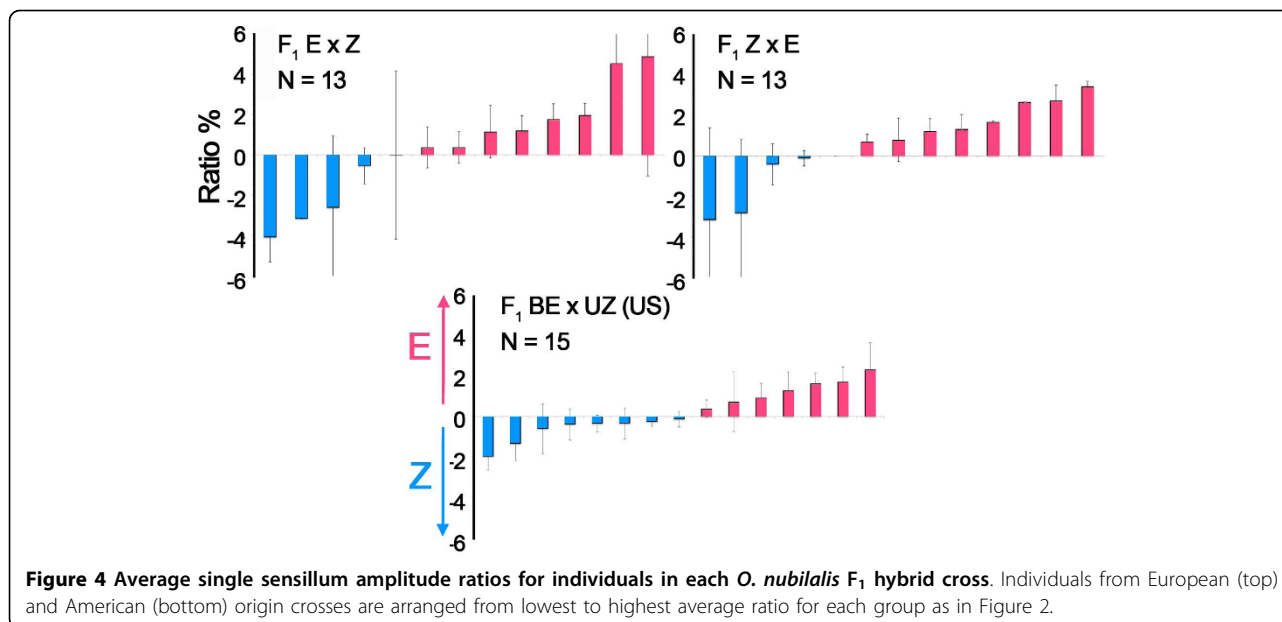 6
4
2
0
-2
-4
-6
Ratio %
F₁ E x Z
N = 13
6
4
2
0
-2
-4
-6
F₁ Z x E
N = 13
6
4
2
0
-2
-4
-6
E
Z
F₁ BE x UZ (US)
N = 15
Figure 4 Average single sensillum amplitude ratios for individuals in each O. nubilalis F₁ hybrid cross. Individuals from European (top)
and American (bottom) origin crosses are arranged from lowest to highest average ratio for each group as in Figure 2.